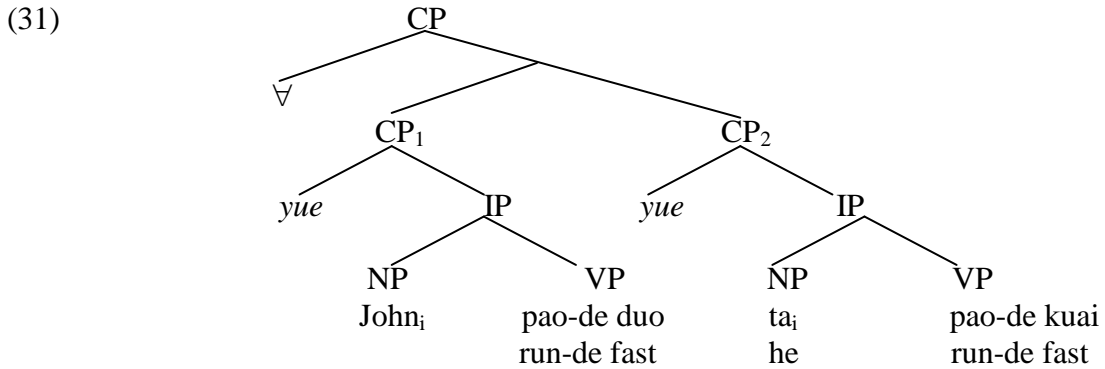 (31) CP
∀
CP₁ CP₂
yue IP yue IP
NP VP NP VP
Johnᵢ pao-de duo taᵢ pao-de kuai
run-de fast he run-de fast